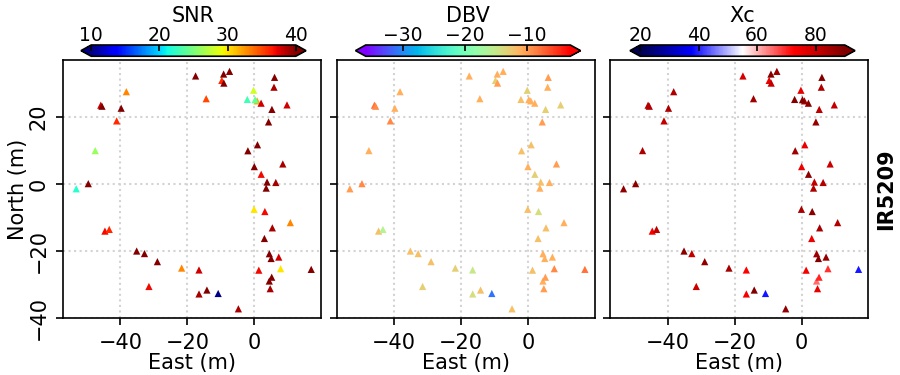 SNR DBV Xc
10 20 30 40 −30 −20 −10 20 40 60 80
North (m)
20
0
−20
−40
IR5209
−40 −20 0 −40 −20 0 −40 −20 0
East (m) East (m) East (m)